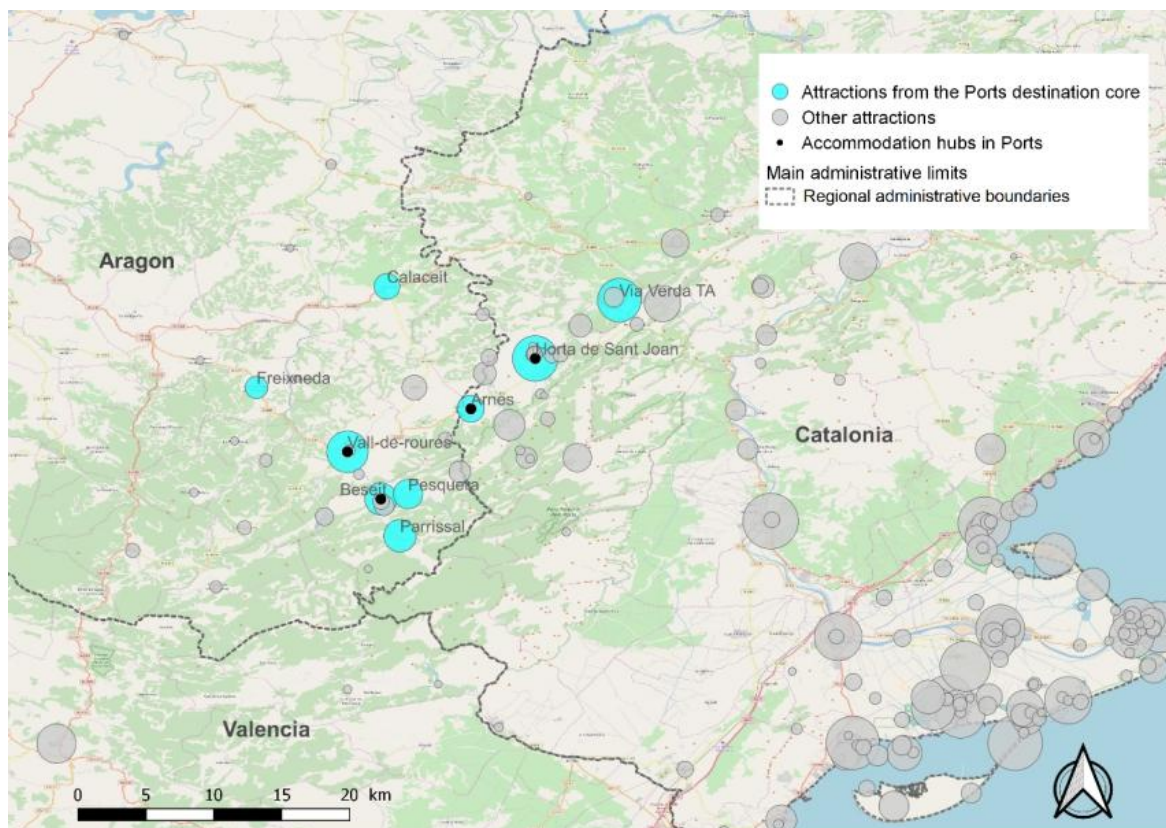 Attractions from the Ports destination core
Other attractions
Accommodation hubs in Ports
Main administrative limits
Regional administrative boundaries
Aragon
Calaceit
Via Verda TA
Horta de Sant Joan
Freixneda
Arnes
Catalonia
Vall-de-roures
Beseit
Pesquera
Parrissal
Valencia
0 5 10 15 20 km